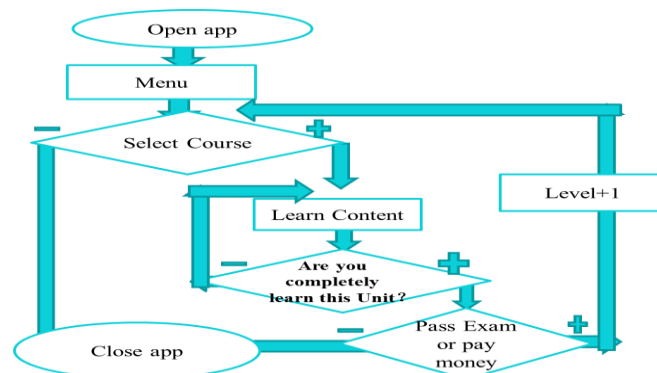 Open app
Menu
Select Course
Level+1
Learn Content
Are you
completely
learn this Unit?
Pass Exam
or pay
money
Close app